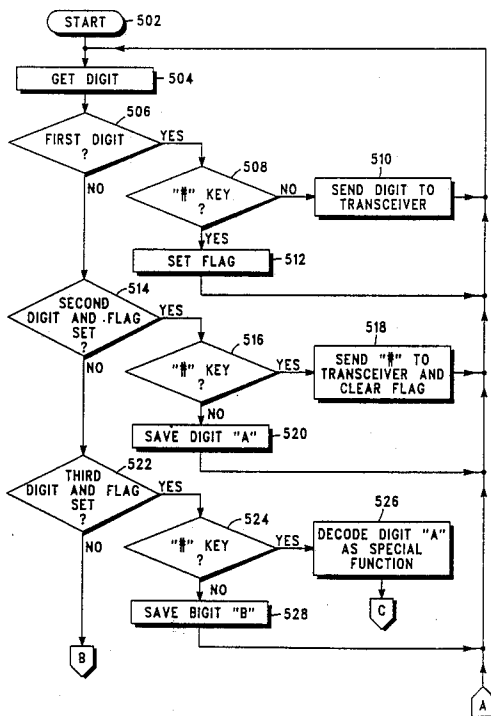 START
502
GET DIGIT
504
506
FIRST DIGIT
?
YES
NO
508
"#" KEY
?
NO
YES
510
SEND DIGIT TO
TRANSCEIVER
SET FLAG
512
514
SECOND
DIGIT AND FLAG
SET
?
YES
NO
516
"#" KEY
?
YES
NO
518
SEND "#" TO
TRANSCEIVER AND
CLEAR FLAG
SAVE DIGIT "A"
520
522
THIRD
DIGIT AND FLAG
SET
?
YES
NO
524
"#" KEY
?
YES
NO
526
DECODE DIGIT "A"
AS SPECIAL
FUNCTION
SAVE BIGIT "B"
528
C
B
A